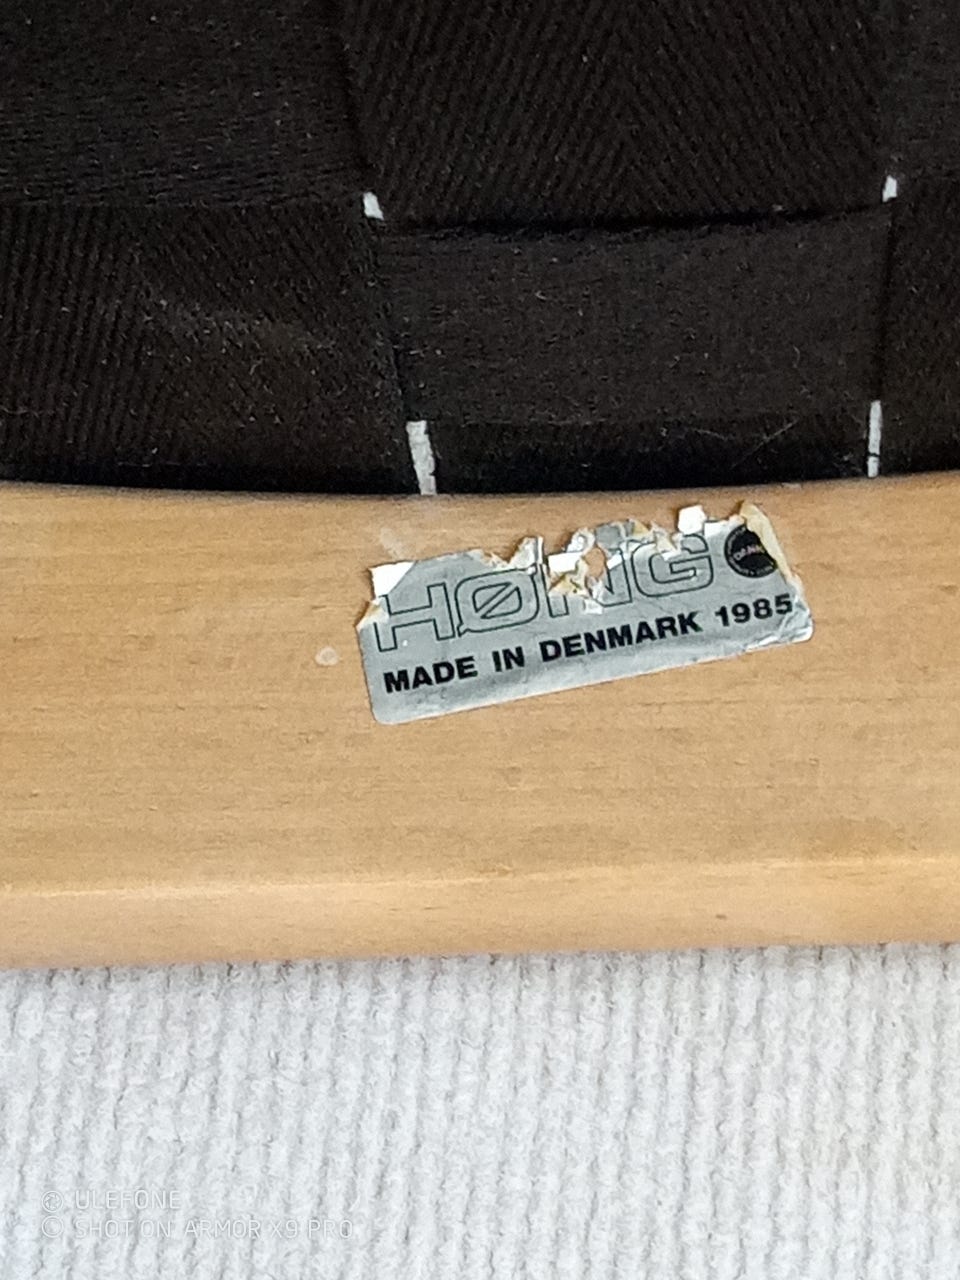 HØNG
MADE IN DENMARK 1985
ULEFONE
SHOT ON ARMOR X9 PRO